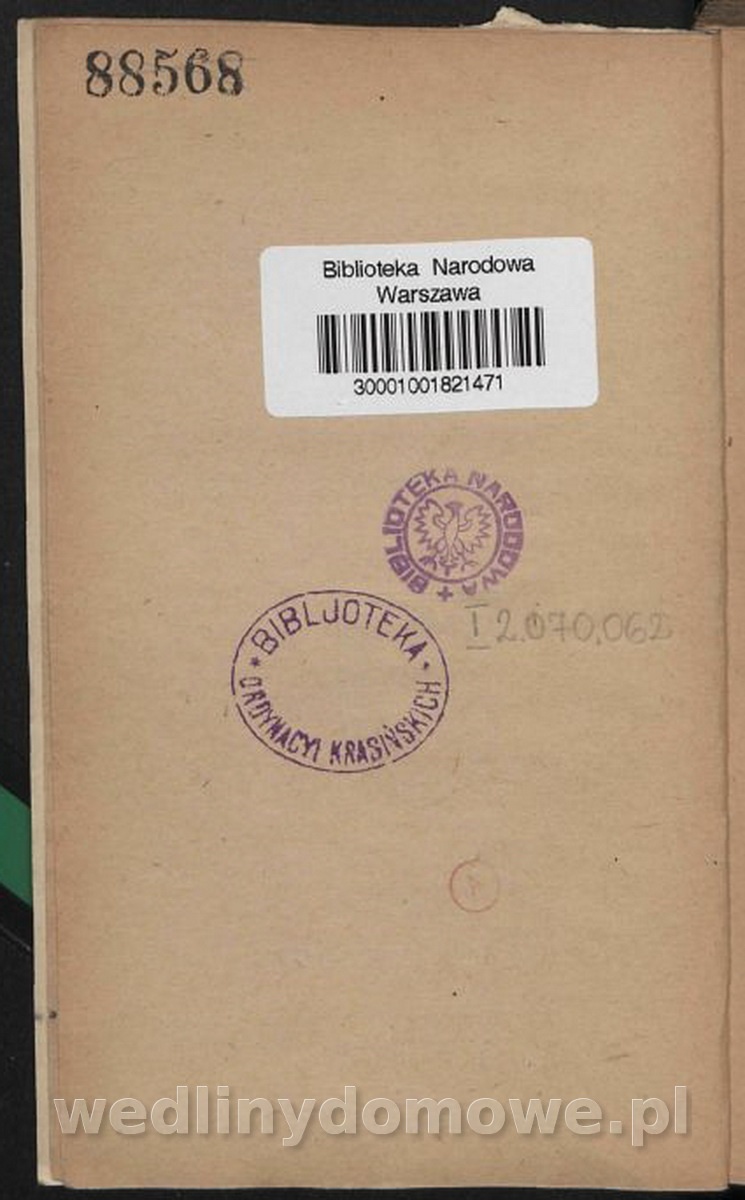 88568
Biblioteka Narodowa
Warszawa
30001001821471
BIBLIOTEKA NARODOWA +
I 2.070.062
* BIBLJOTEKA *
ORDYNACYI KRASIŃSKICH
wedlinydomowe.pl